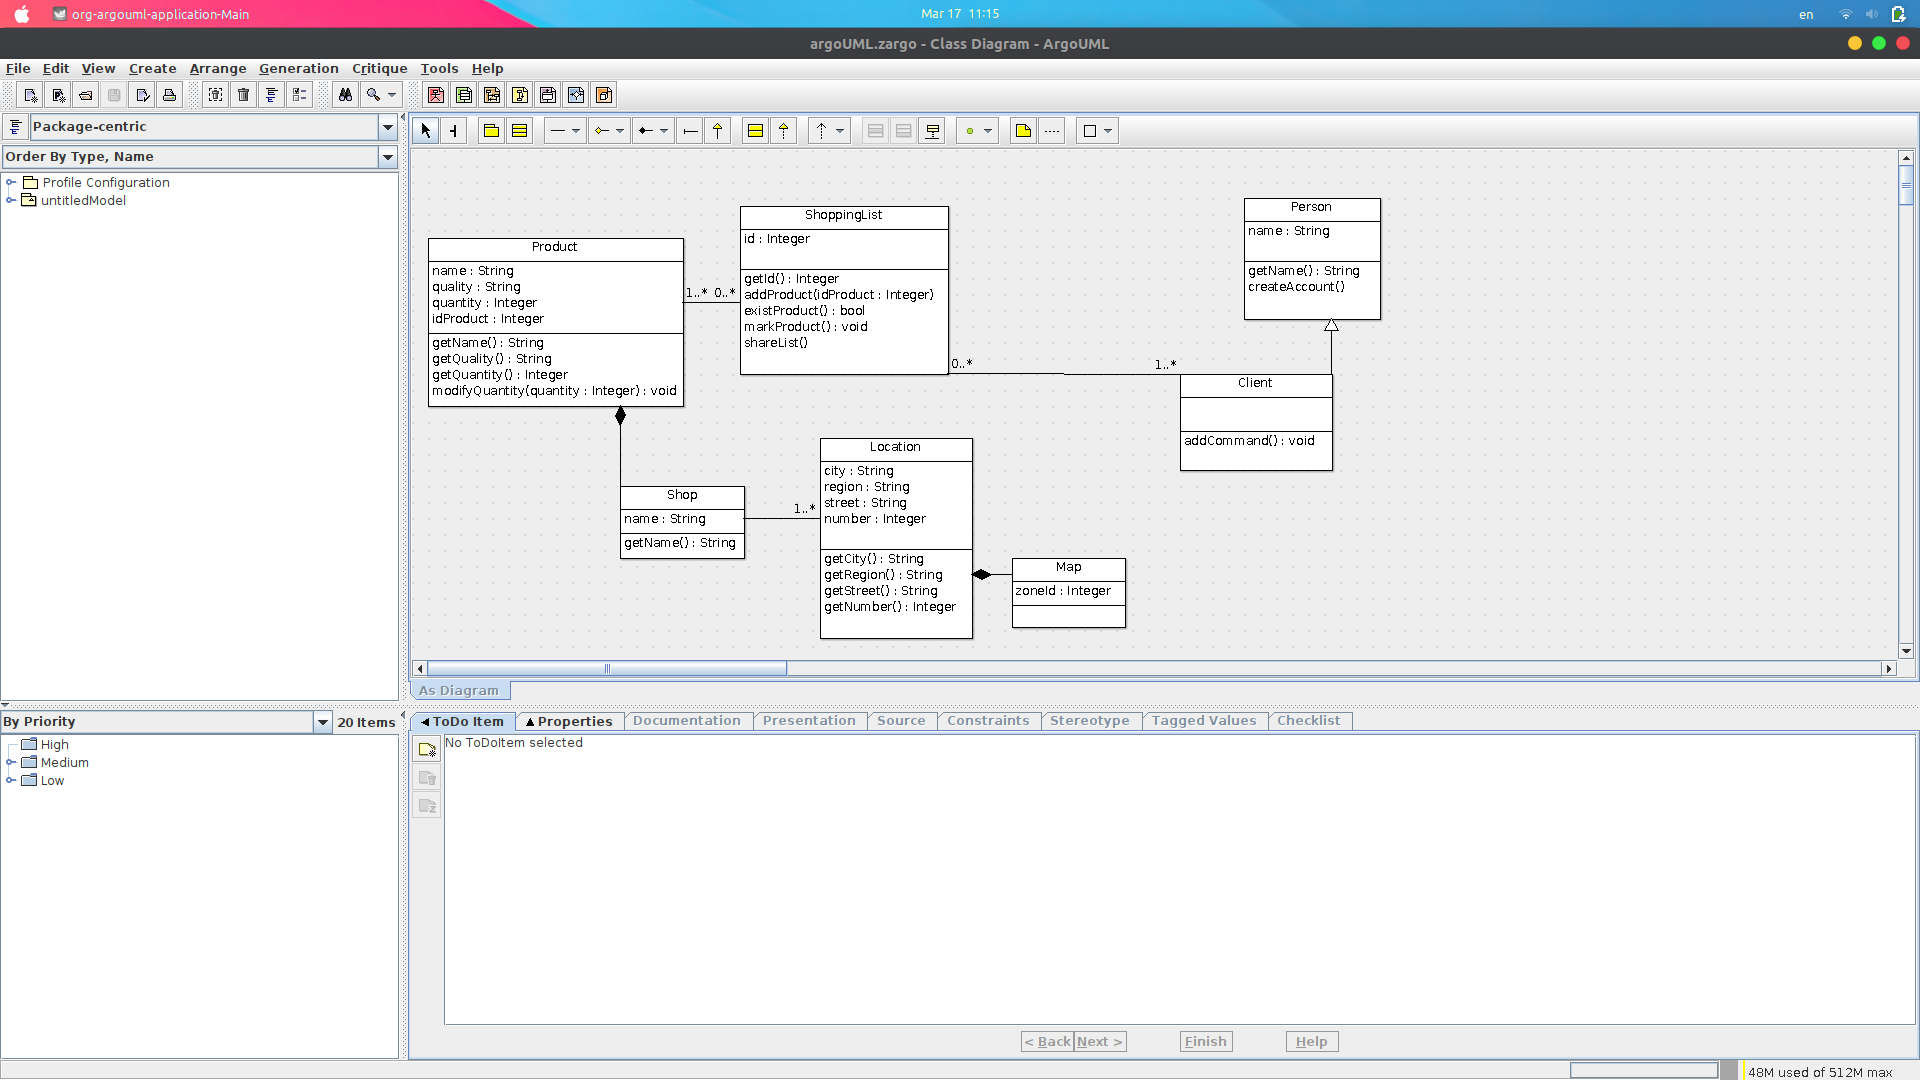 org-argouml-application-Main
Mar 17 11:15
en
argoUML.zargo - Class Diagram - ArgoUML
File Edit View Create Arrange Generation Critique Tools Help
Package-centric
Order By Type, Name
Profile Configuration
untitledModel
Product
name : String
quality : String
quantity : Integer
idProduct : Integer
getName() : String
getQuality() : String
getQuantity() : Integer
modifyQuantity(quantity : Integer) : void
1..* 0..*
ShoppingList
id : Integer
getId() : Integer
addProduct(idProduct : Integer)
existProduct() : bool
markProduct() : void
shareList()
0..* 1..*
Person
name : String
getName() : String
createAccount()
Client
addCommand() : void
Shop
name : String
getName() : String
1..*
Location
city : String
region : String
street : String
number : Integer
getCity() : String
getRegion() : String
getStreet() : String
getNumber() : Integer
Map
zoneId : Integer
As Diagram
By Priority
20 Items
High
Medium
Low
ToDo Item Properties Documentation Presentation Source Constraints Stereotype Tagged Values Checklist
No ToDoItem selected
< Back Next > Finish Help
48M used of 512M max